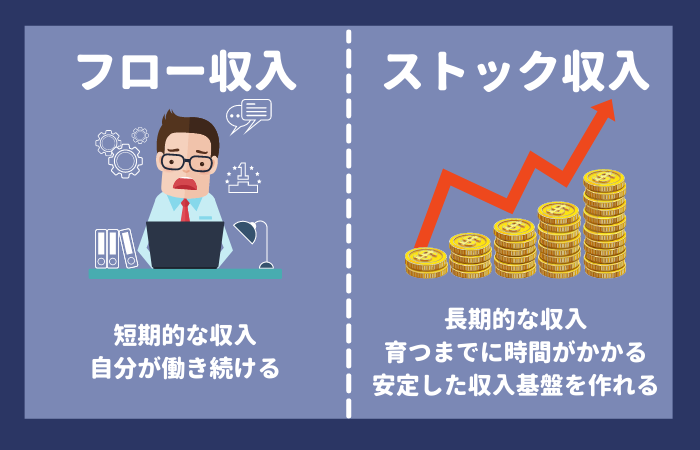 フロー収入
1
短期的な収入
自分が働き続ける
ストック収入
長期的な収入
育つまでに時間がかかる
安定した収入基盤を作れる